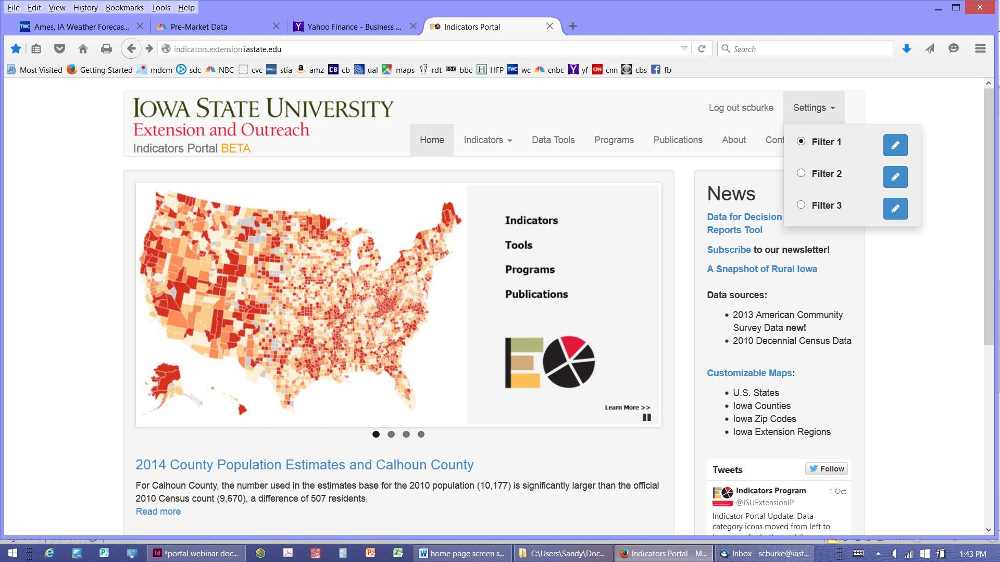 File Edit View History Bookmarks Tools Help
Ames, IA Weather Forecas... Pre-Market Data Yahoo Finance - Business ... Indicators Portal
indicators.extension.iastate.edu
Search
Most Visited Getting Started mdcm sdc NBC cvc stia amz cb ual maps rdt bbc HFP wc cnbc yf cnn cbs fb
IOWA STATE UNIVERSITY
Extension and Outreach
Indicators Portal BETA
Log out scburke Settings
Home Indicators Data Tools Programs Publications About Cont
Filter 1
Filter 2
Filter 3
Indicators
Tools
Programs
Publications
Learn More >>
2014 County Population Estimates and Calhoun County
For Calhoun County, the number used in the estimates base for the 2010 population (10,177) is significantly larger than the official
2010 Census count (9,670), a difference of 507 residents.
Read more
News
Data for Decision
Reports Tool
Subscribe to our newsletter!
A Snapshot of Rural Iowa
Data sources:
• 2013 American Community
Survey Data new!
• 2010 Decennial Census Data
Customizable Maps:
• U.S. States
• Iowa Counties
• Iowa Zip Codes
• Iowa Extension Regions
Tweets Follow
Indicators Program 1 Oct
@ISUExtensionIP
Indicator Portal Update. Data
category icons moved from left to
*portal webinar doc... home page screen s... C:\Users\Sandy\Doc... Indicators Portal - M... Inbox - scburke@iast... 1:43 PM